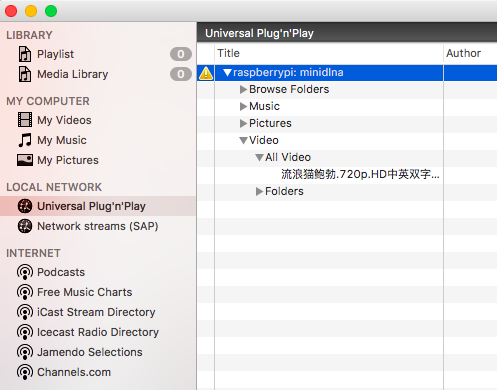 LIBRARY
Playlist 0
Media Library 0
MY COMPUTER
My Videos
My Music
My Pictures
LOCAL NETWORK
Universal Plug'n'Play
Network streams (SAP)
INTERNET
Podcasts
Free Music Charts
iCast Stream Directory
Icecast Radio Directory
Jamendo Selections
Channels.com
Universal Plug'n'Play
Title Author
raspberrypi: minidlna
Browse Folders
Music
Pictures
Video
All Video
流浪猫鲍勃.720p.HD中英双字...
Folders